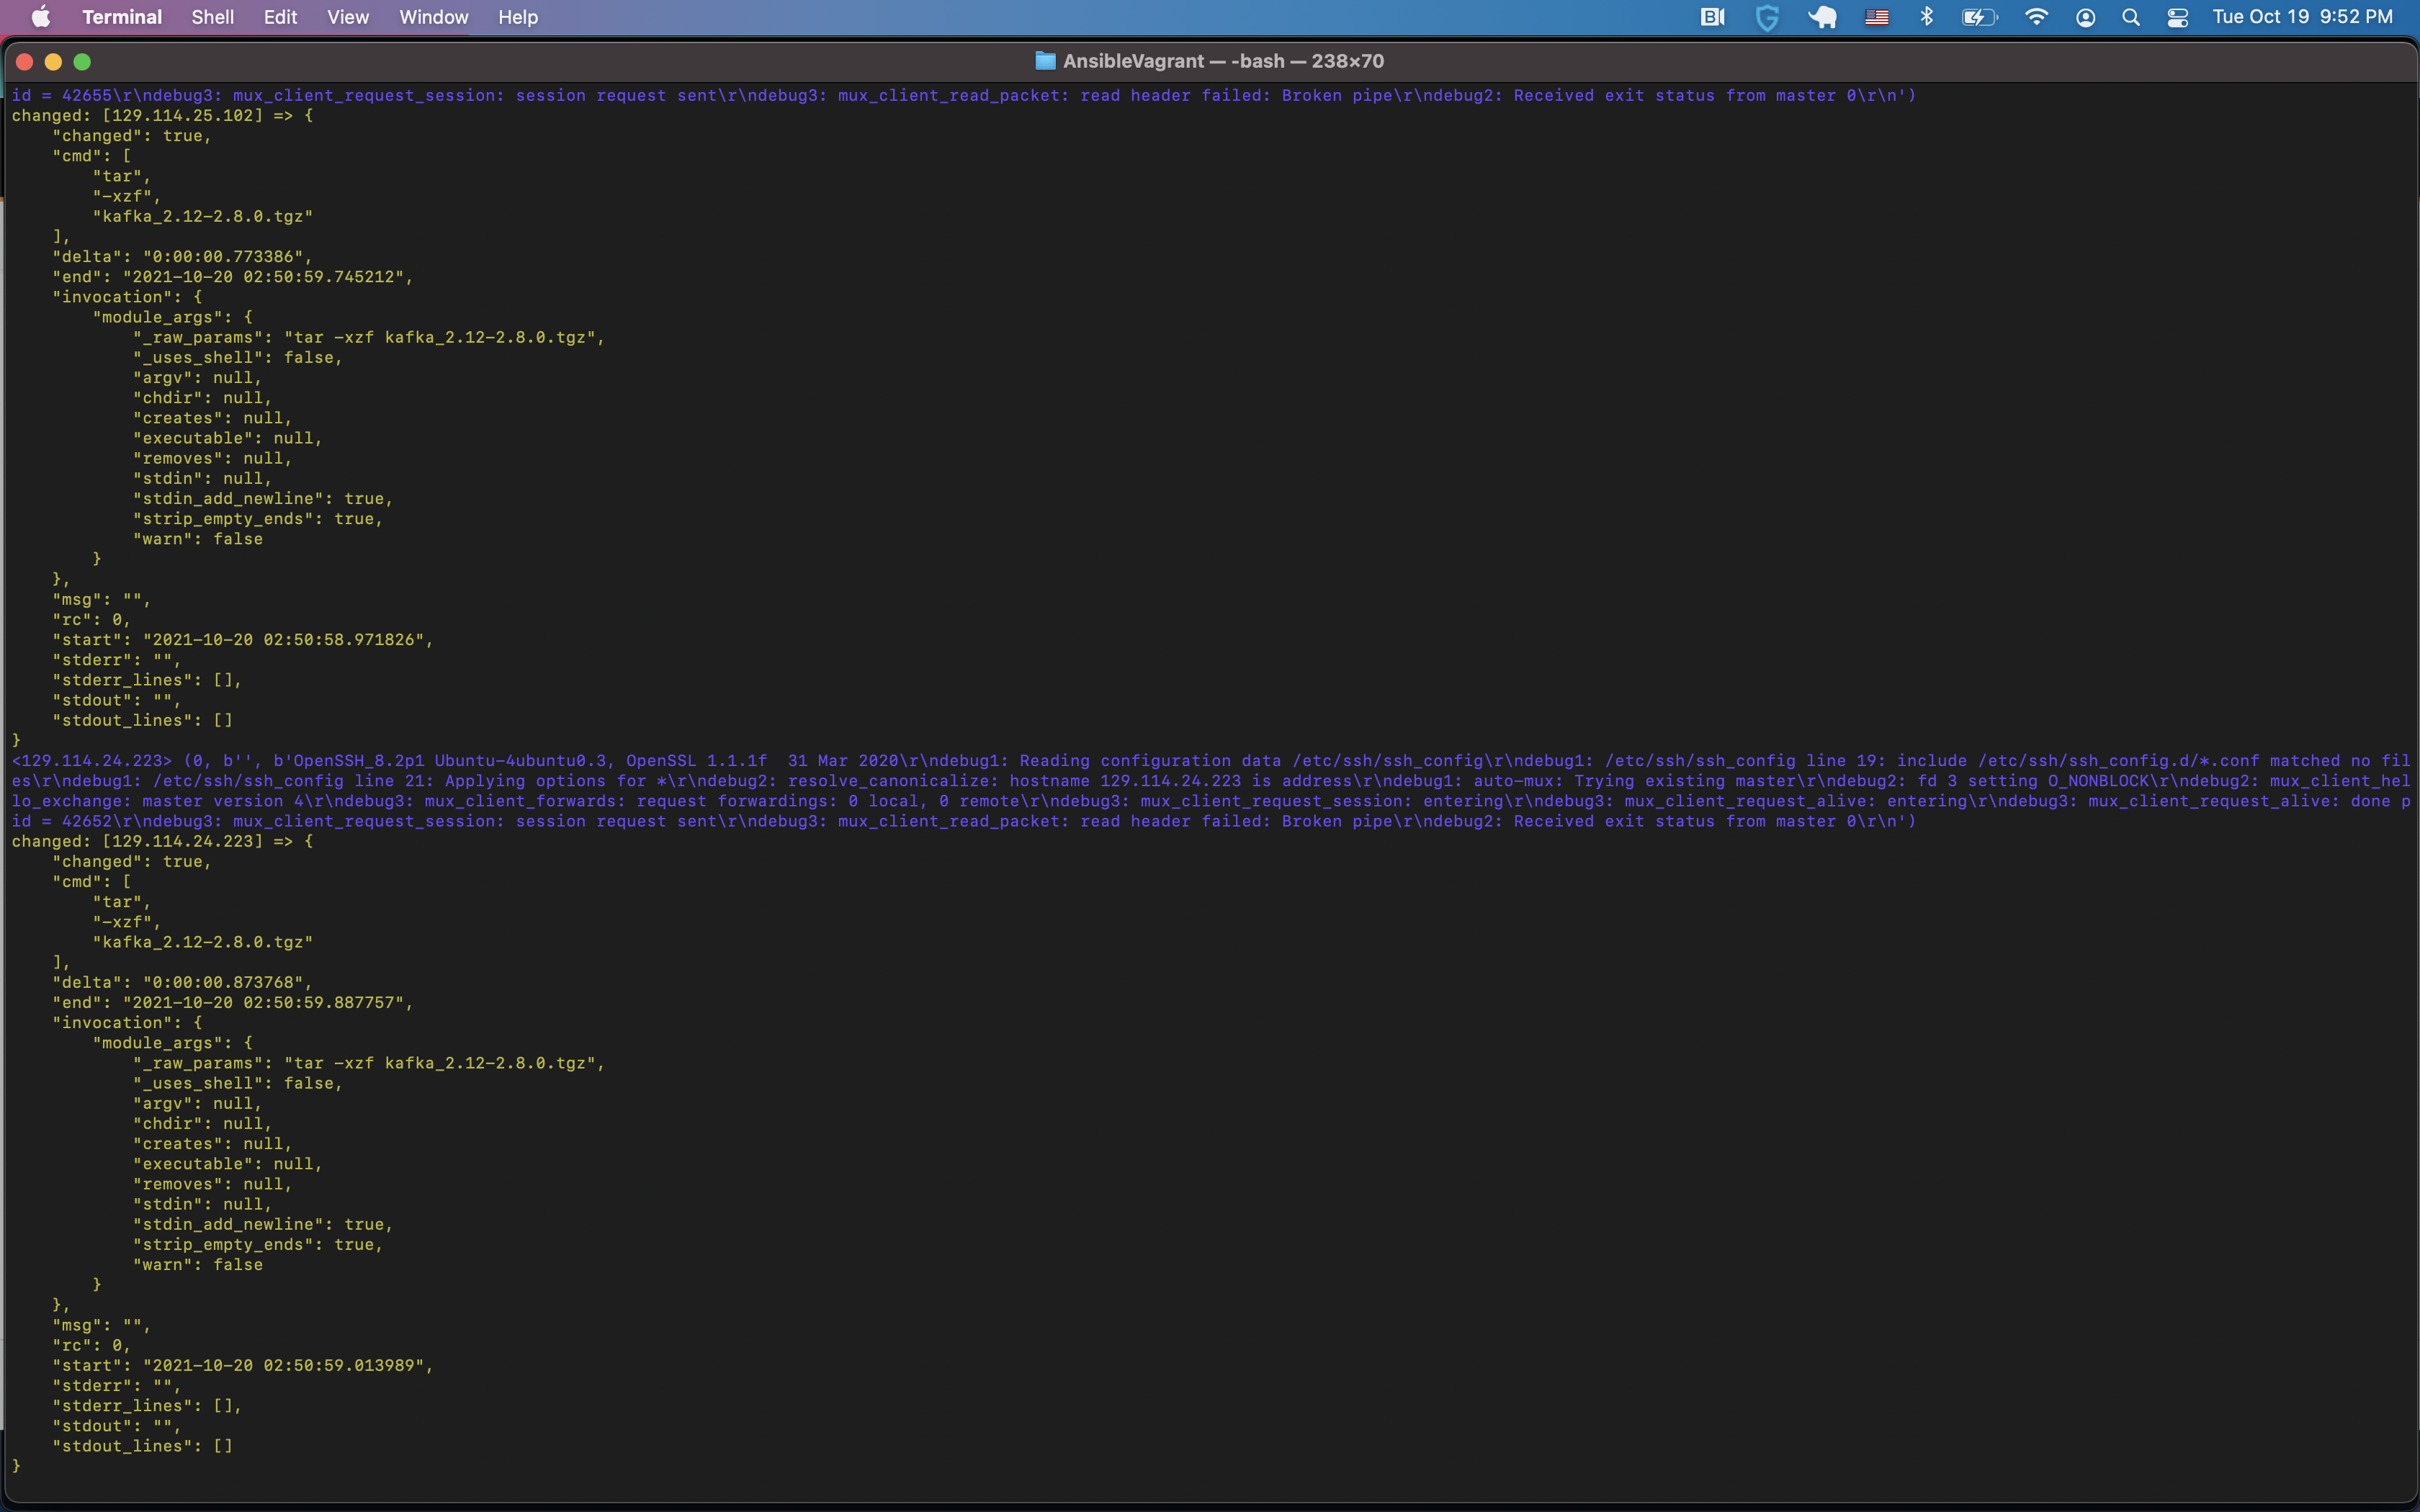 Terminal Shell Edit View Window Help Tue Oct 19 9:52 PM
AnsibleVagrant — -bash — 238×70
id = 42655\r\ndebug3: mux_client_request_session: session request sent\r\ndebug3: mux_client_read_packet: read header failed: Broken pipe\r\ndebug2: Received exit status from master 0\r\n')
changed: [129.114.25.102] => {
    "changed": true,
    "cmd": [
        "tar",
        "-xzf",
        "kafka_2.12-2.8.0.tgz"
    ],
    "delta": "0:00:00.773386",
    "end": "2021-10-20 02:50:59.745212",
    "invocation": {
        "module_args": {
            "_raw_params": "tar -xzf kafka_2.12-2.8.0.tgz",
            "_uses_shell": false,
            "argv": null,
            "chdir": null,
            "creates": null,
            "executable": null,
            "removes": null,
            "stdin": null,
            "stdin_add_newline": true,
            "strip_empty_ends": true,
            "warn": false
        }
    },
    "msg": "",
    "rc": 0,
    "start": "2021-10-20 02:50:58.971826",
    "stderr": "",
    "stderr_lines": [],
    "stdout": "",
    "stdout_lines": []
}
<129.114.24.223> (0, b'', b'OpenSSH_8.2p1 Ubuntu-4ubuntu0.3, OpenSSL 1.1.1f  31 Mar 2020\r\ndebug1: Reading configuration data /etc/ssh/ssh_config\r\ndebug1: /etc/ssh/ssh_config line 19: include /etc/ssh/ssh_config.d/*.conf matched no fil
es\r\ndebug1: /etc/ssh/ssh_config line 21: Applying options for *\r\ndebug2: resolve_canonicalize: hostname 129.114.24.223 is address\r\ndebug1: auto-mux: Trying existing master\r\ndebug2: fd 3 setting O_NONBLOCK\r\ndebug2: mux_client_hel
lo_exchange: master version 4\r\ndebug3: mux_client_forwards: request forwardings: 0 local, 0 remote\r\ndebug3: mux_client_request_session: entering\r\ndebug3: mux_client_request_alive: entering\r\ndebug3: mux_client_request_alive: done p
id = 42652\r\ndebug3: mux_client_request_session: session request sent\r\ndebug3: mux_client_read_packet: read header failed: Broken pipe\r\ndebug2: Received exit status from master 0\r\n')
changed: [129.114.24.223] => {
    "changed": true,
    "cmd": [
        "tar",
        "-xzf",
        "kafka_2.12-2.8.0.tgz"
    ],
    "delta": "0:00:00.873768",
    "end": "2021-10-20 02:50:59.887757",
    "invocation": {
        "module_args": {
            "_raw_params": "tar -xzf kafka_2.12-2.8.0.tgz",
            "_uses_shell": false,
            "argv": null,
            "chdir": null,
            "creates": null,
            "executable": null,
            "removes": null,
            "stdin": null,
            "stdin_add_newline": true,
            "strip_empty_ends": true,
            "warn": false
        }
    },
    "msg": "",
    "rc": 0,
    "start": "2021-10-20 02:50:59.013989",
    "stderr": "",
    "stderr_lines": [],
    "stdout": "",
    "stdout_lines": []
}